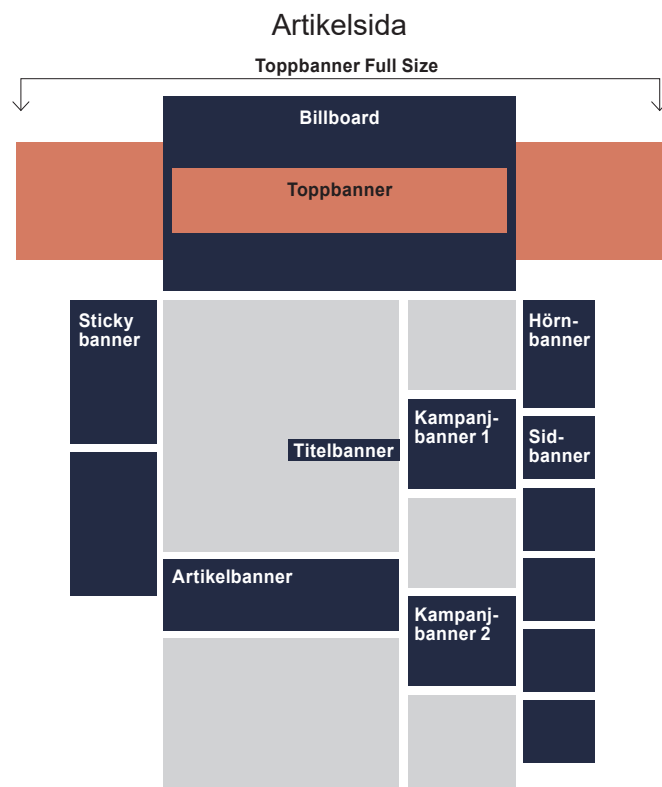 Artikelsida
Toppbanner Full Size
Billboard
Toppbanner
Sticky
banner
Hörn-
banner
Kampanj-
banner 1
Titelbanner
Sid-
banner
Artikelbanner
Kampanj-
banner 2